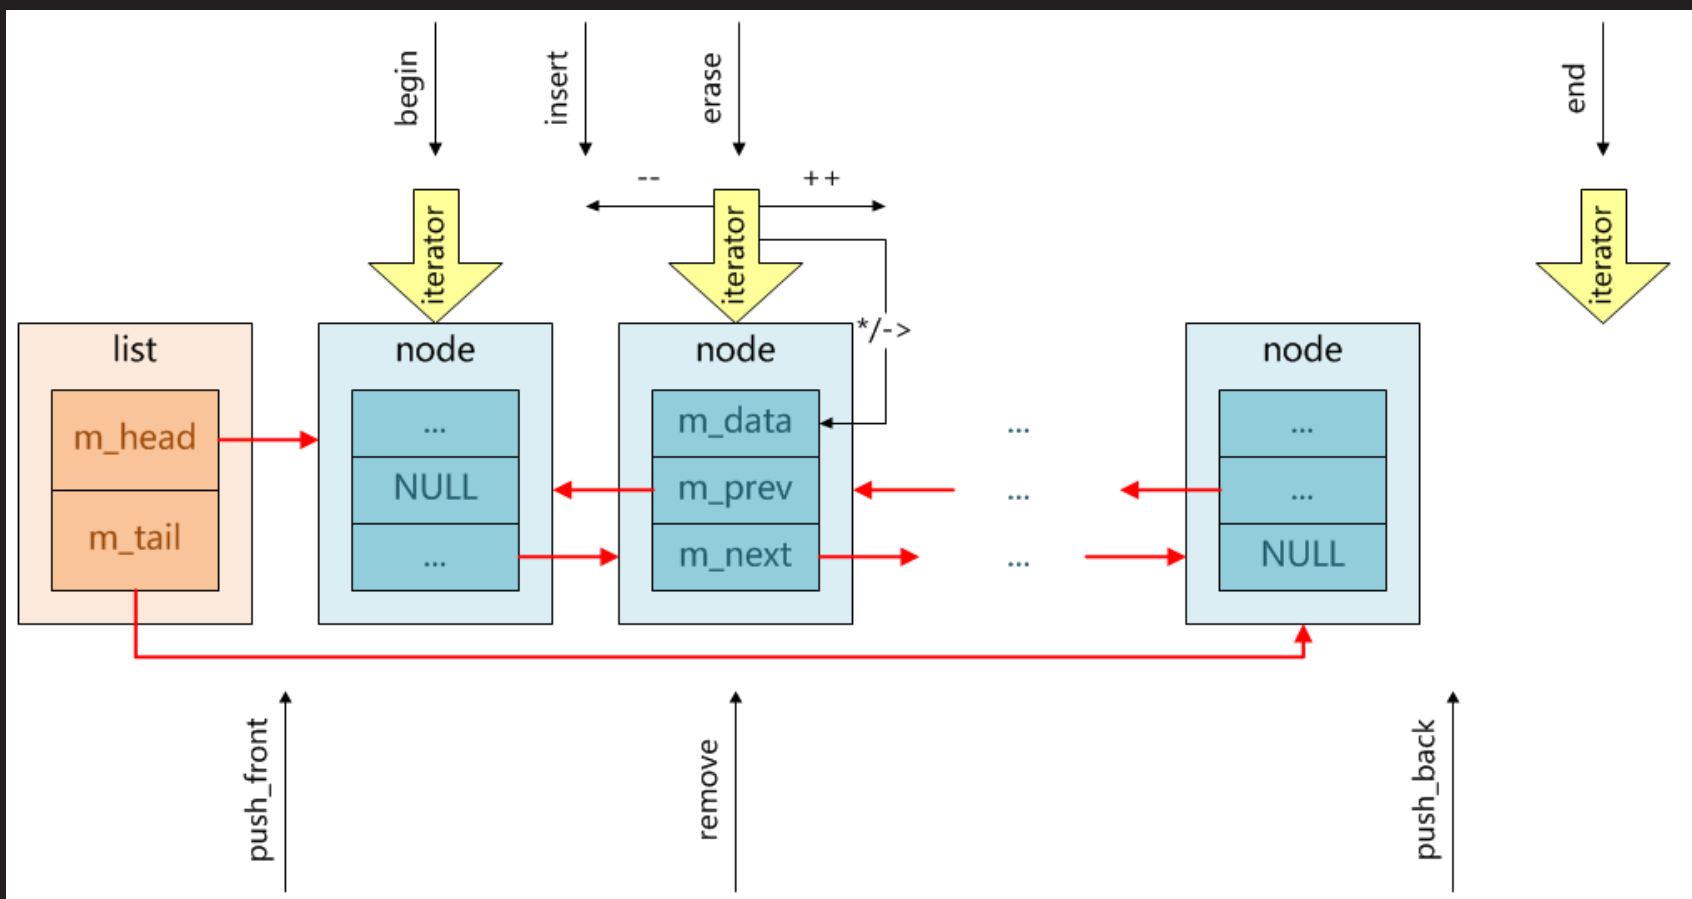 begin
insert
erase
end
--
++
iterator
iterator
iterator
*/->
list
node
node
node
m_head
m_tail
...
NULL
...
m_data
m_prev
m_next
...
...
...
...
...
NULL
push_front
remove
push_back